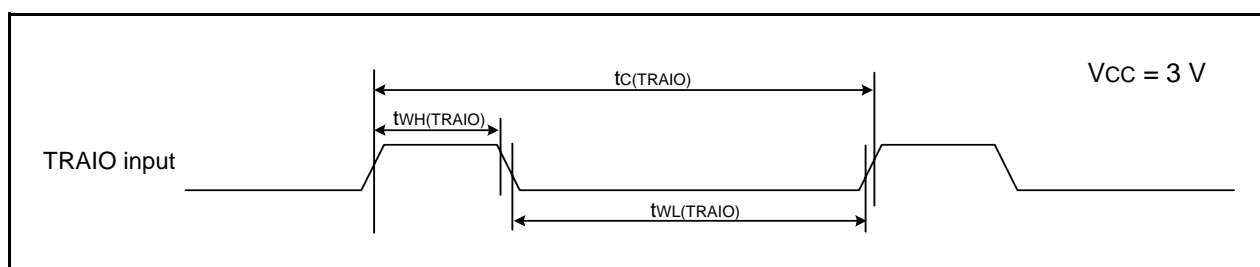 tC(TRAIO)
VCC = 3 V
tWH(TRAIO)
TRAIO input
tWL(TRAIO)